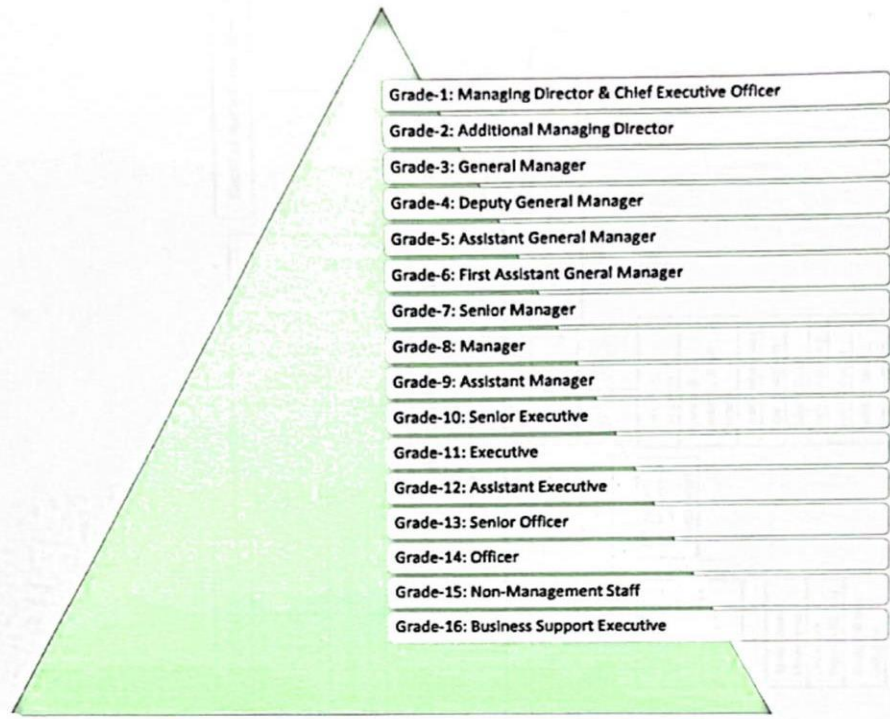 Grade-1: Managing Director & Chief Executive Officer
Grade-2: Additional Managing Director
Grade-3: General Manager
Grade-4: Deputy General Manager
Grade-5: Assistant General Manager
Grade-6: First Assistant Gneral Manager
Grade-7: Senior Manager
Grade-8: Manager
Grade-9: Assistant Manager
Grade-10: Senior Executive
Grade-11: Executive
Grade-12: Assistant Executive
Grade-13: Senior Officer
Grade-14: Officer
Grade-15: Non-Management Staff
Grade-16: Business Support Executive